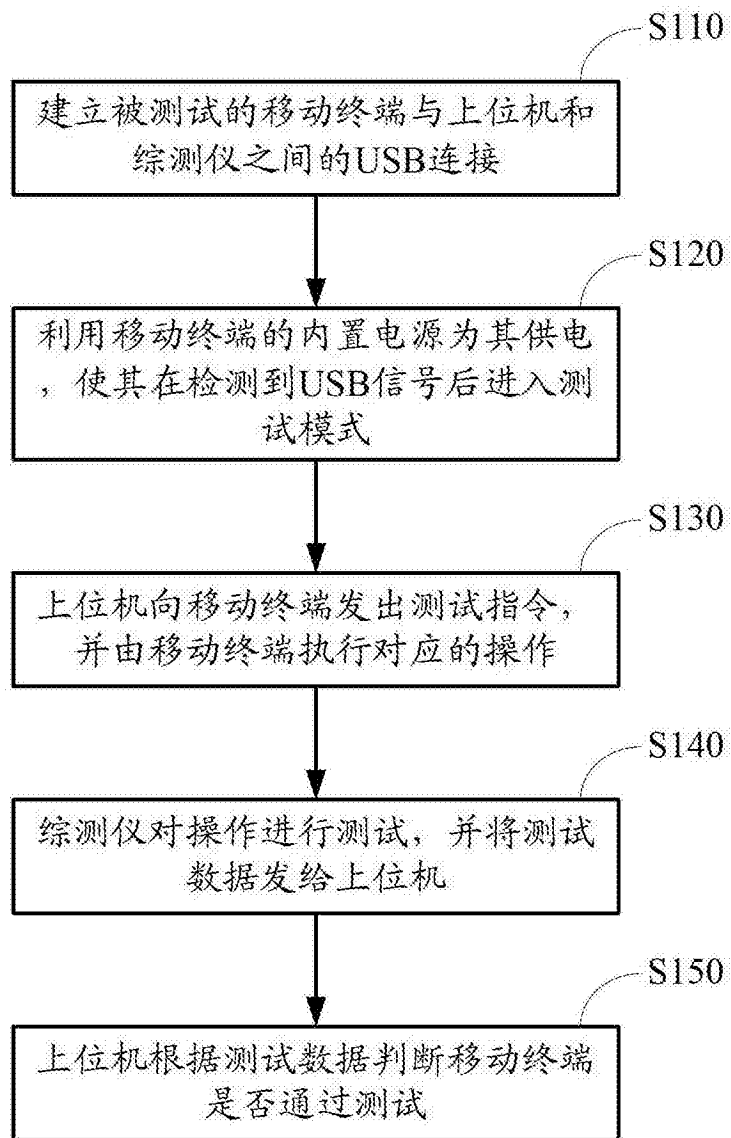 S110
建立被测试的移动终端与上位机和
综测仪之间的USB连接
S120
利用移动终端的内置电源为其供电
，使其在检测到USB信号后进入测
试模式
S130
上位机向移动终端发出测试指令，
并由移动终端执行对应的操作
S140
综测仪对操作进行测试，并将测试
数据发给上位机
S150
上位机根据测试数据判断移动终端
是否通过测试